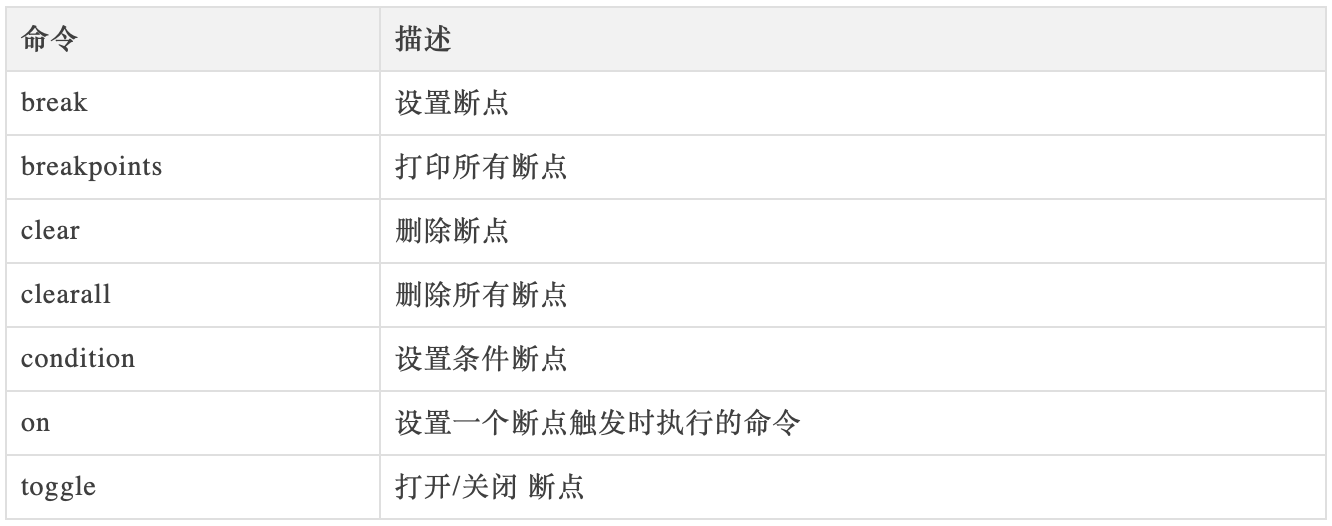 命令 描述
break 设置断点
breakpoints 打印所有断点
clear 删除断点
clearall 删除所有断点
condition 设置条件断点
on 设置一个断点触发时执行的命令
toggle 打开/关闭 断点